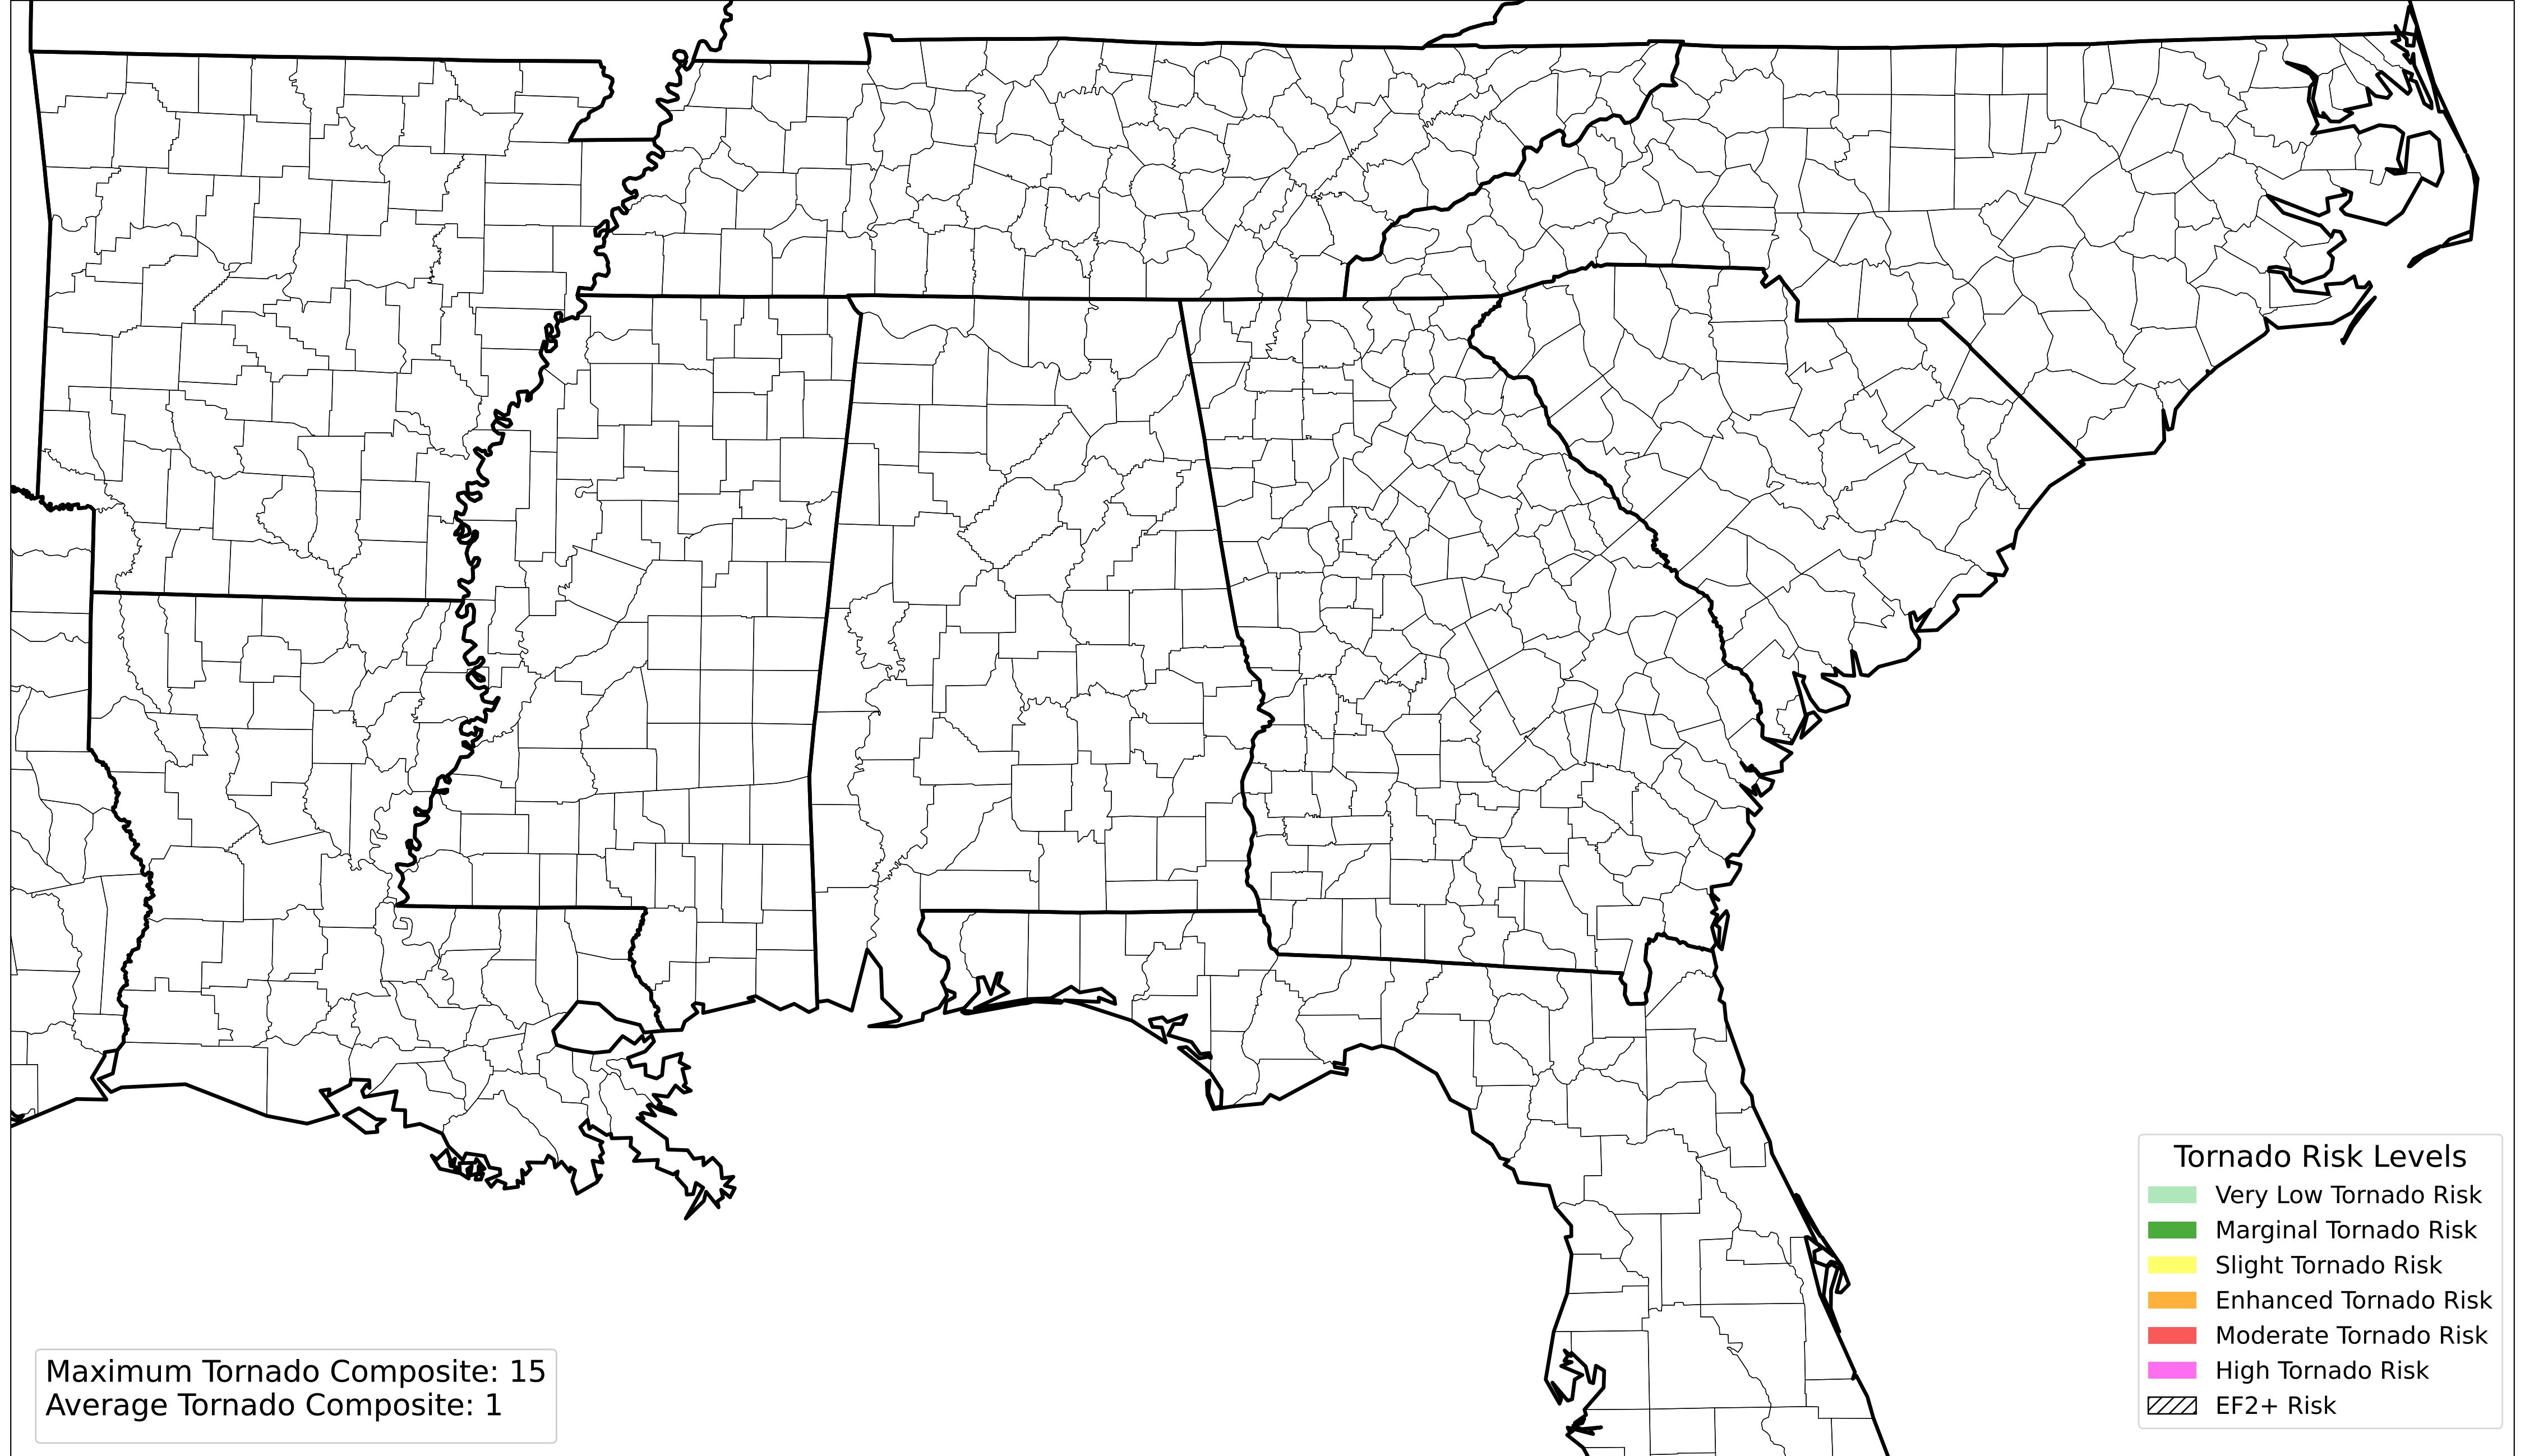 Tornado Risk Levels
Very Low Tornado Risk
Marginal Tornado Risk
Slight Tornado Risk
Enhanced Tornado Risk
Moderate Tornado Risk
High Tornado Risk
EF2+ Risk
Maximum Tornado Composite: 15
Average Tornado Composite: 1